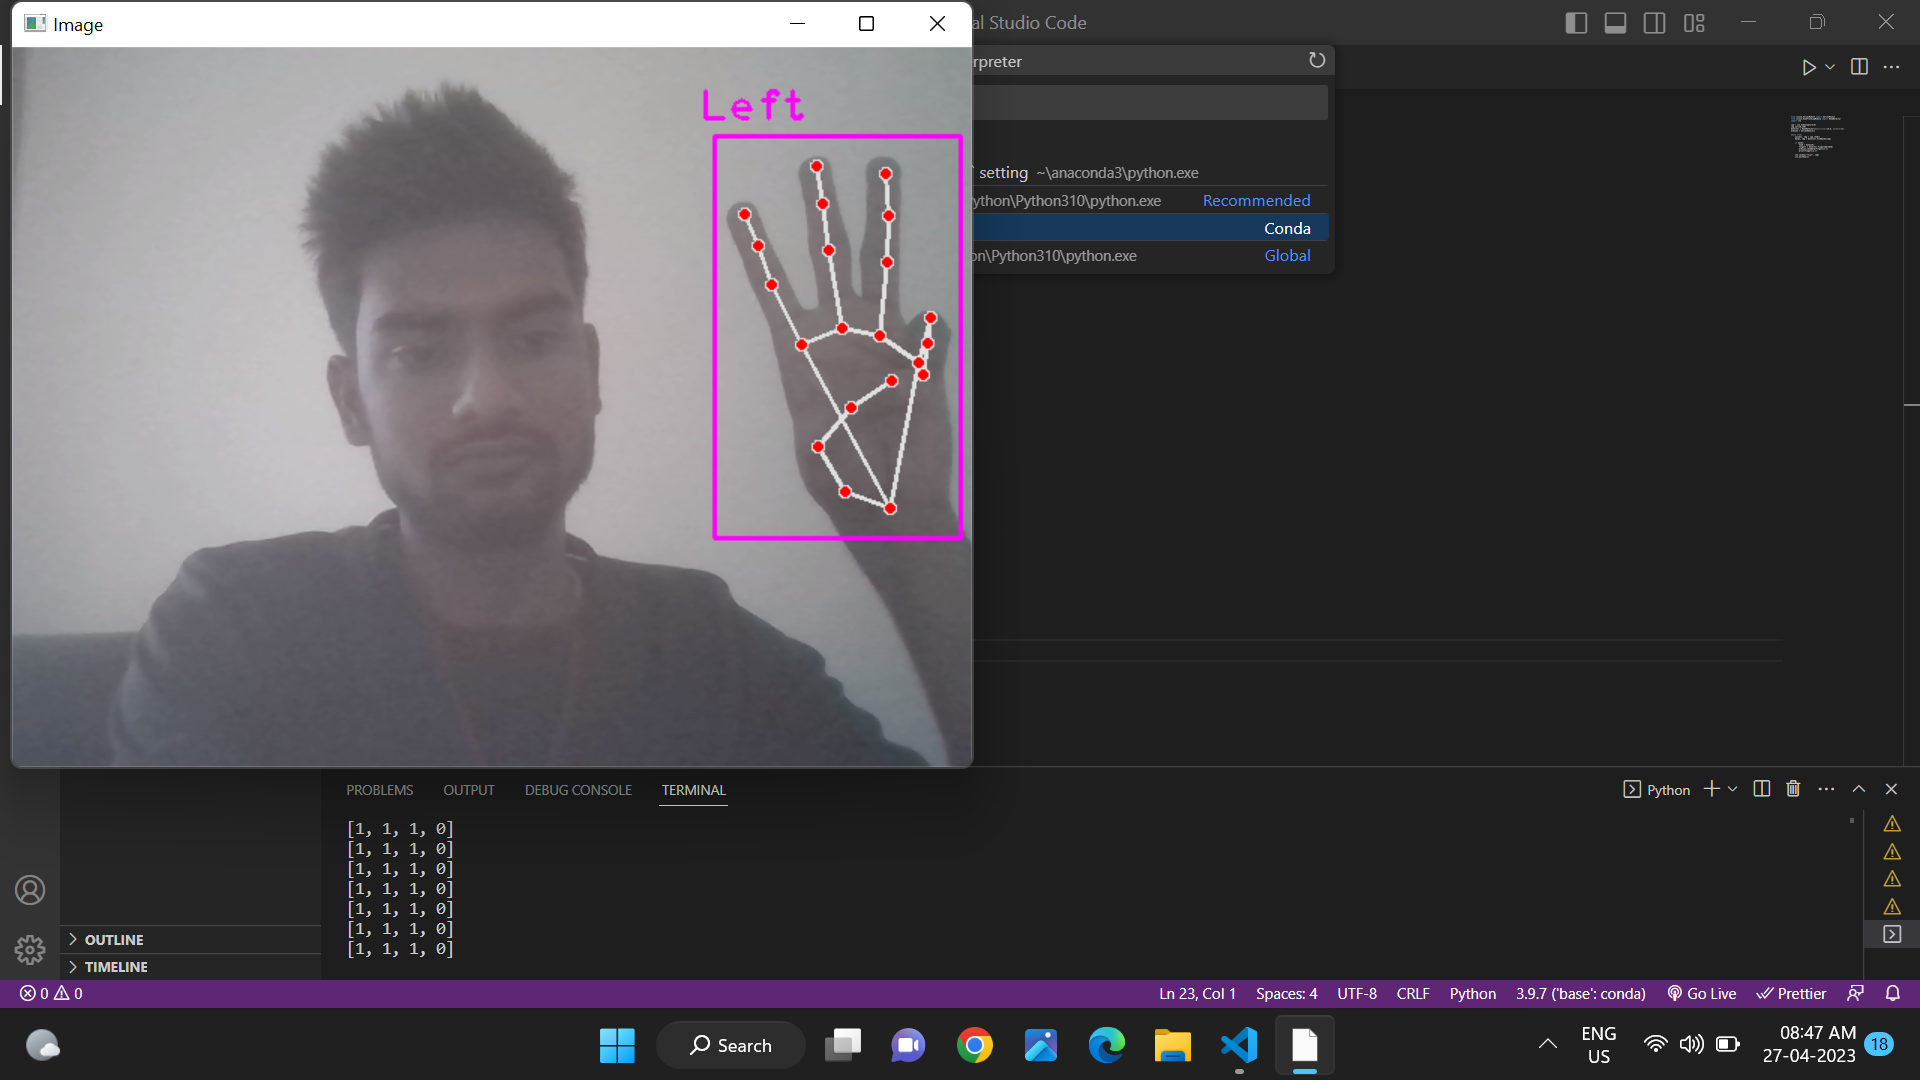 Image
al Studio Code
Left
rpreter
setting ~\anaconda3\python.exe
ython\Python310\python.exe Recommended
Conda
on\Python310\python.exe Global
PROBLEMS OUTPUT DEBUG CONSOLE TERMINAL
Python
[1, 1, 1, 0]
[1, 1, 1, 0]
[1, 1, 1, 0]
[1, 1, 1, 0]
[1, 1, 1, 0]
[1, 1, 1, 0]
[1, 1, 1, 0]
OUTLINE
TIMELINE
0 0
Ln 23, Col 1 Spaces: 4 UTF-8 CRLF Python 3.9.7 ('base': conda) Go Live Prettier
Search
ENG
US
08:47 AM
27-04-2023
18